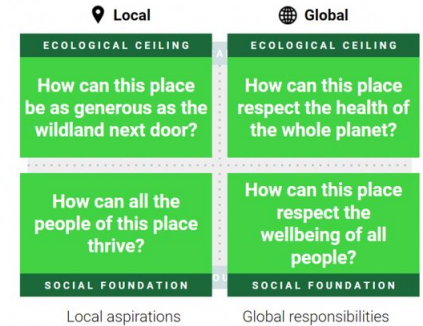 Local
Global
ECOLOGICAL CEILING
ECOLOGICAL CEILING
How can this place
be as generous as the
wildland next door?
How can this place
respect the health of
the whole planet?
How can all the
people of this place
thrive?
How can this place
respect the
wellbeing of all
people?
SOCIAL FOUNDATION
SOCIAL FOUNDATION
Local aspirations
Global responsibilities